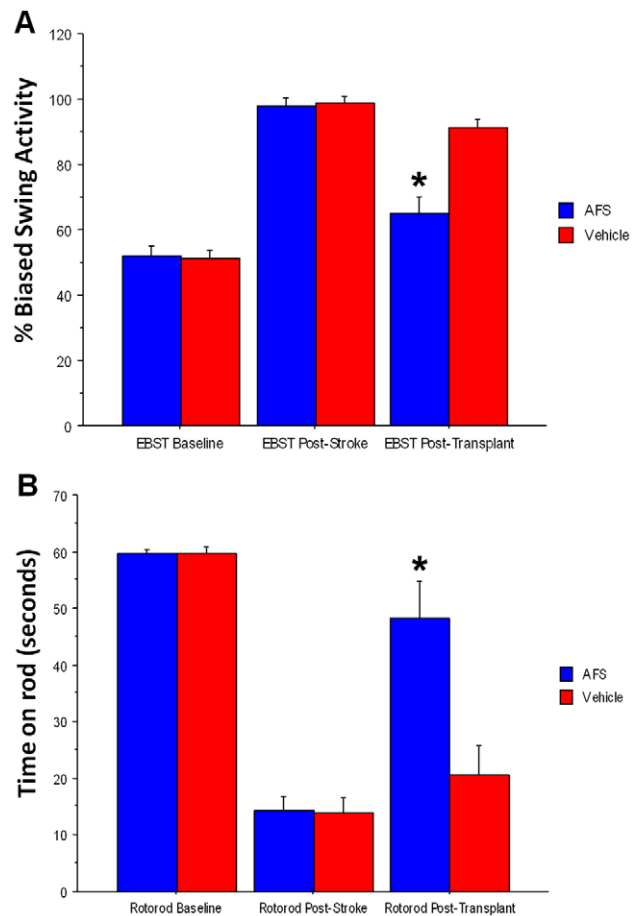 A
% Biased Swing Activity
120
100
80
60
40
20
0
EBST Baseline EBST Post-Stroke EBST Post-Transplant
*
AFS
Vehicle
B
Time on rod (seconds)
70
60
50
40
30
20
10
0
Rotorod Baseline Rotorod Post-Stroke Rotorod Post-Transplant
*
AFS
Vehicle